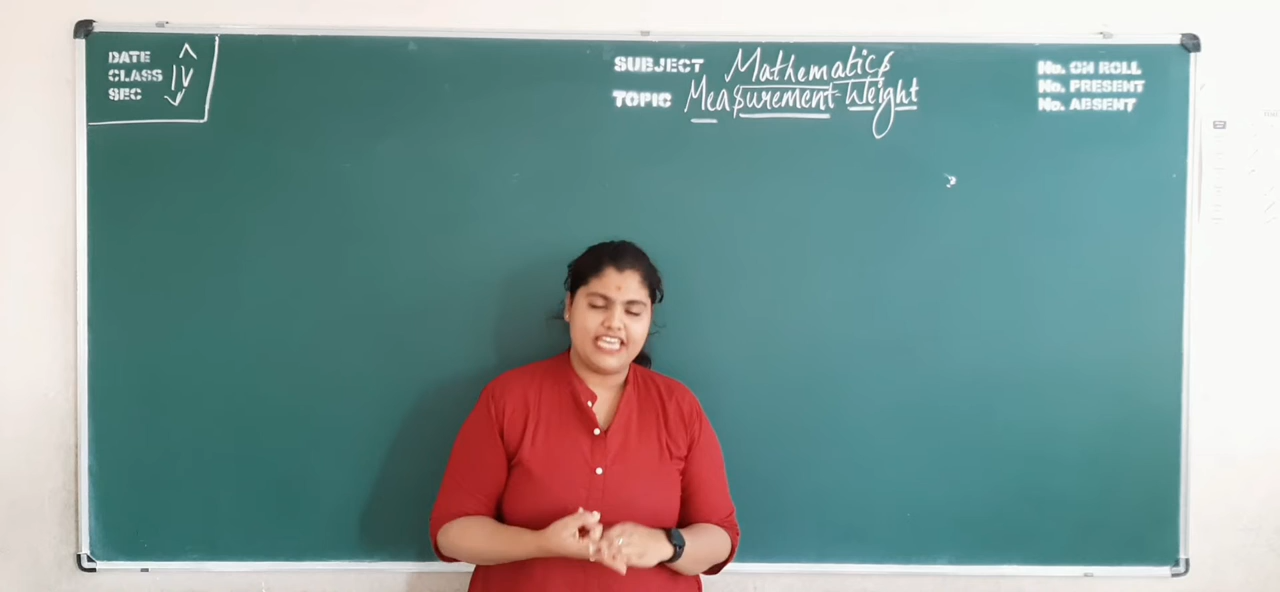 DATE
CLASS IV
SEC
SUBJECT Mathematics
TOPIC Measurement-Weight
No. ON ROLL
No. PRESENT
No. ABSENT